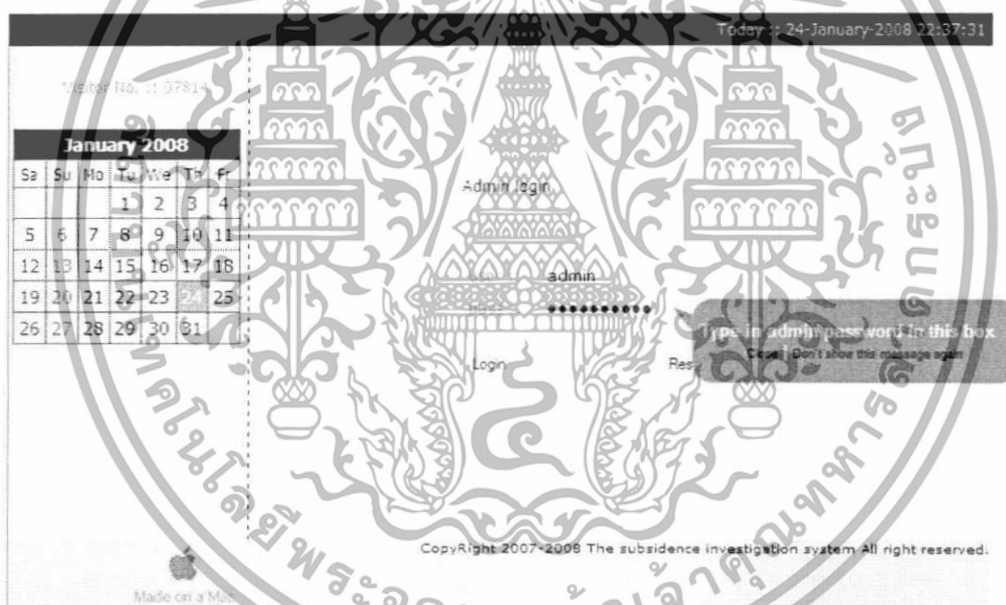 Today :: 24-January-2008 22:37:31
Visitor No. :: 07814
January 2008
Sa Su Mo Tu We Th Fr
1 2 3 4
5 6 7 8 9 10 11
12 13 14 15 16 17 18
19 20 21 22 23 24 25
26 27 28 29 30 31
Admin login
admin
••••••••••
Type in admin password in this box
Close | Don't show this message again
Login
CopyRight 2007-2008 The subsidence investigation system All right reserved.
Made on a Mac